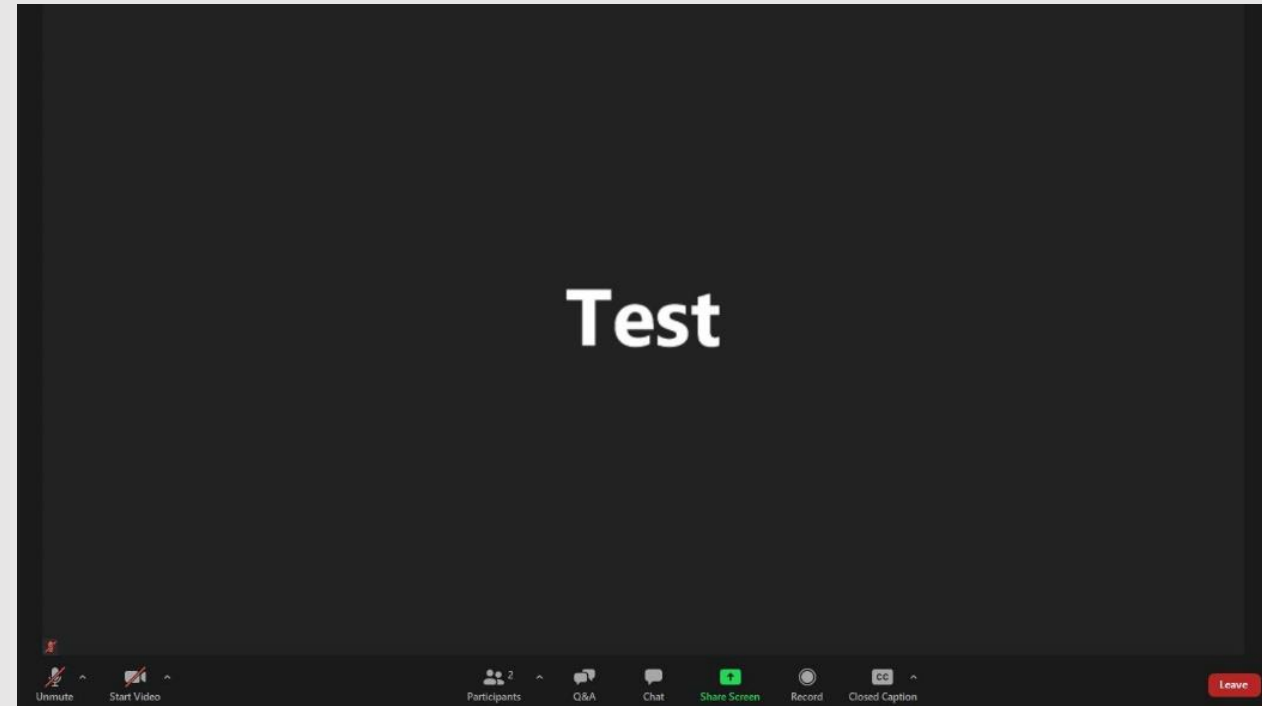 Test
Unmute
Start Video
Participants 2
Q&A
Chat
Share Screen
Record
CC
Closed Caption
Leave